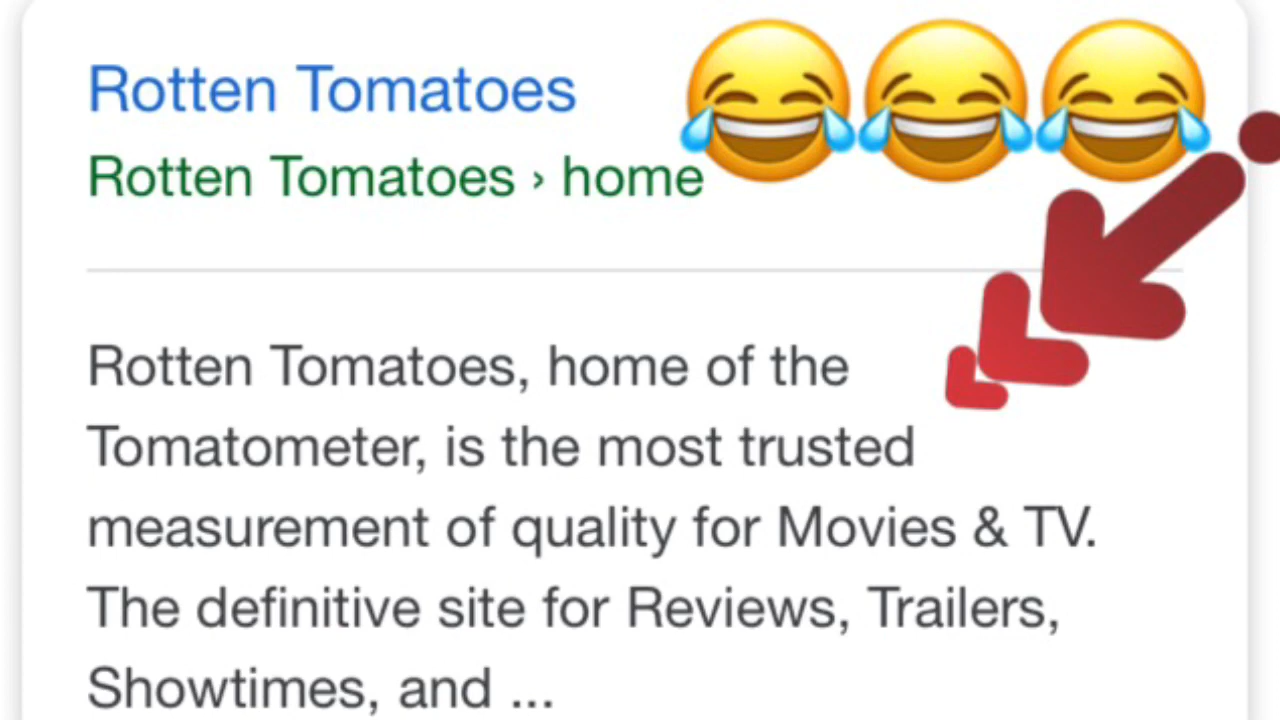 Rotten Tomatoes
Rotten Tomatoes › home
Rotten Tomatoes, home of the
Tomatometer, is the most trusted
measurement of quality for Movies & TV.
The definitive site for Reviews, Trailers,
Showtimes, and ...